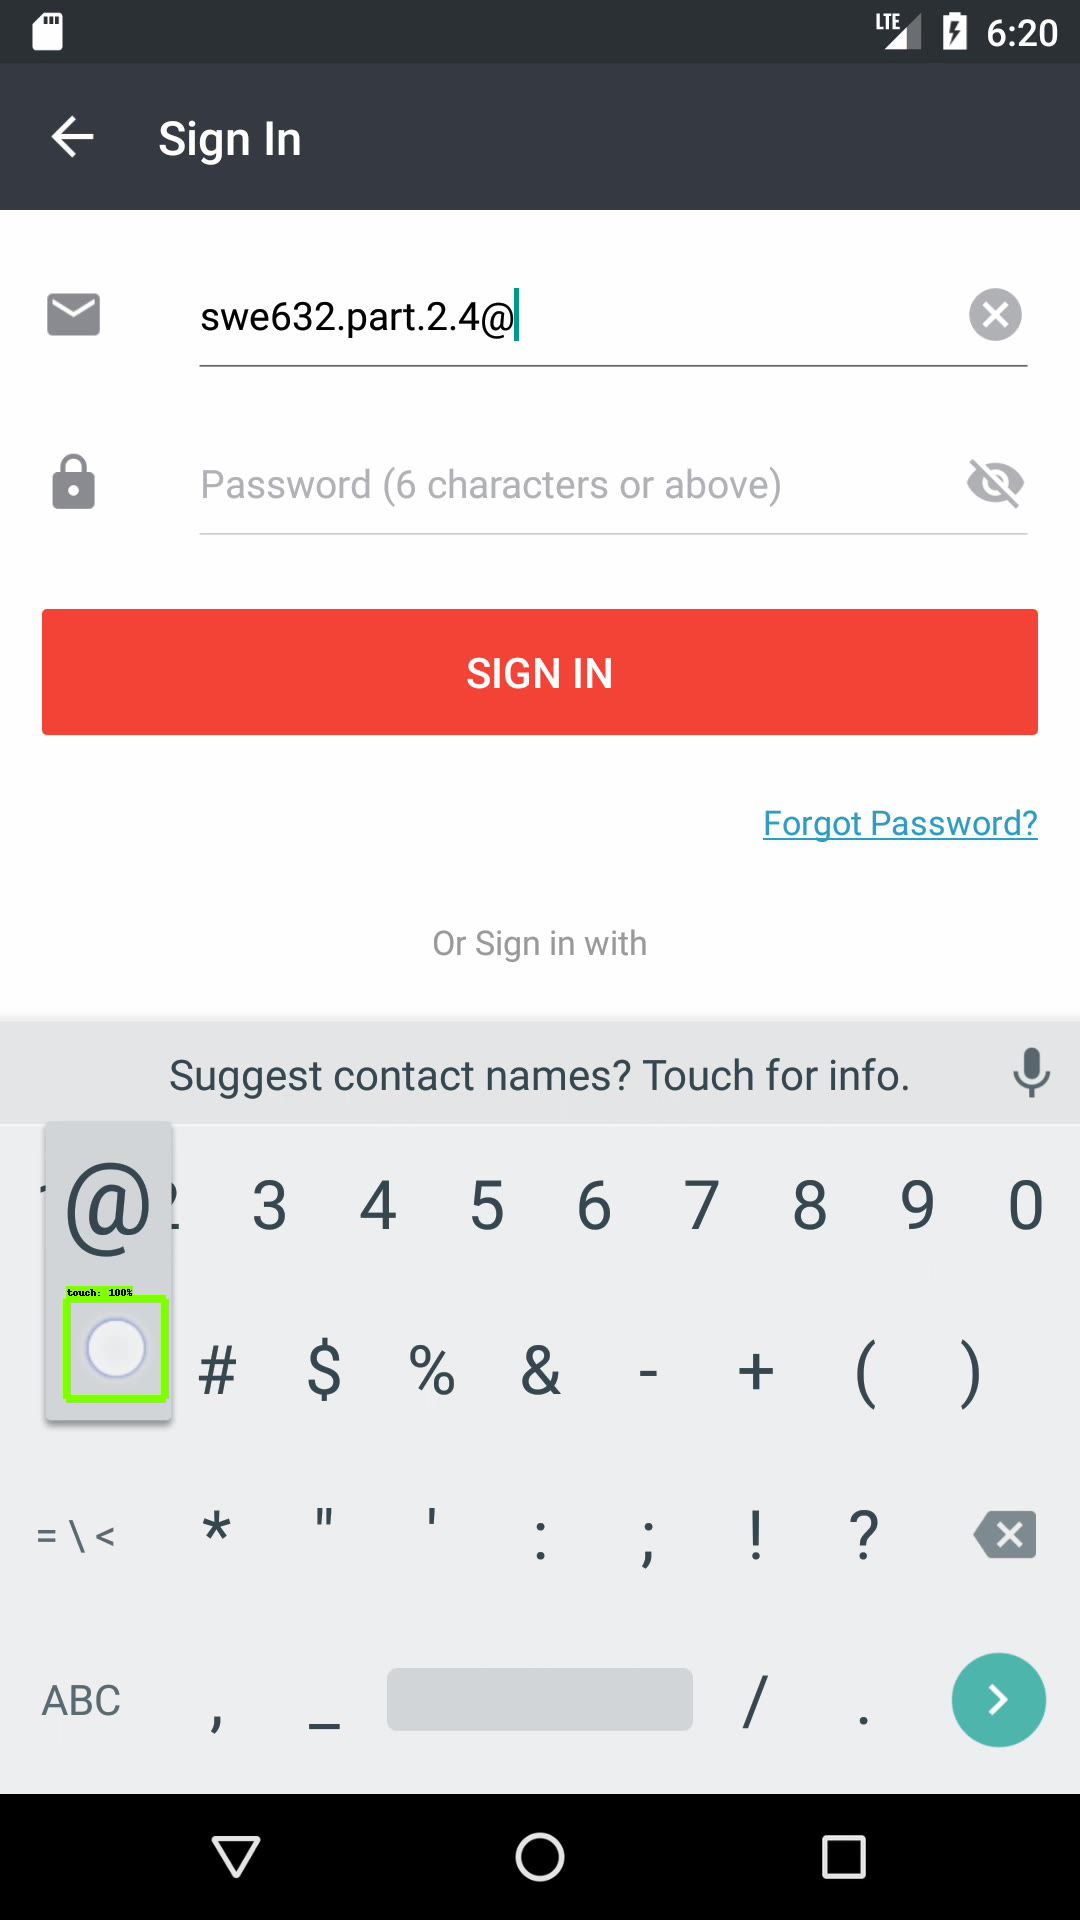 LTE 6:20
Sign In
swe632.part.2.4@
Password (6 characters or above)
SIGN IN
Forgot Password?
Or Sign in with
Suggest contact names? Touch for info.
@ 3 4 5 6 7 8 9 0
touch: 100%
# $ % & - + ( )
= \ < * " ' : ; ! ?
ABC , _ / .